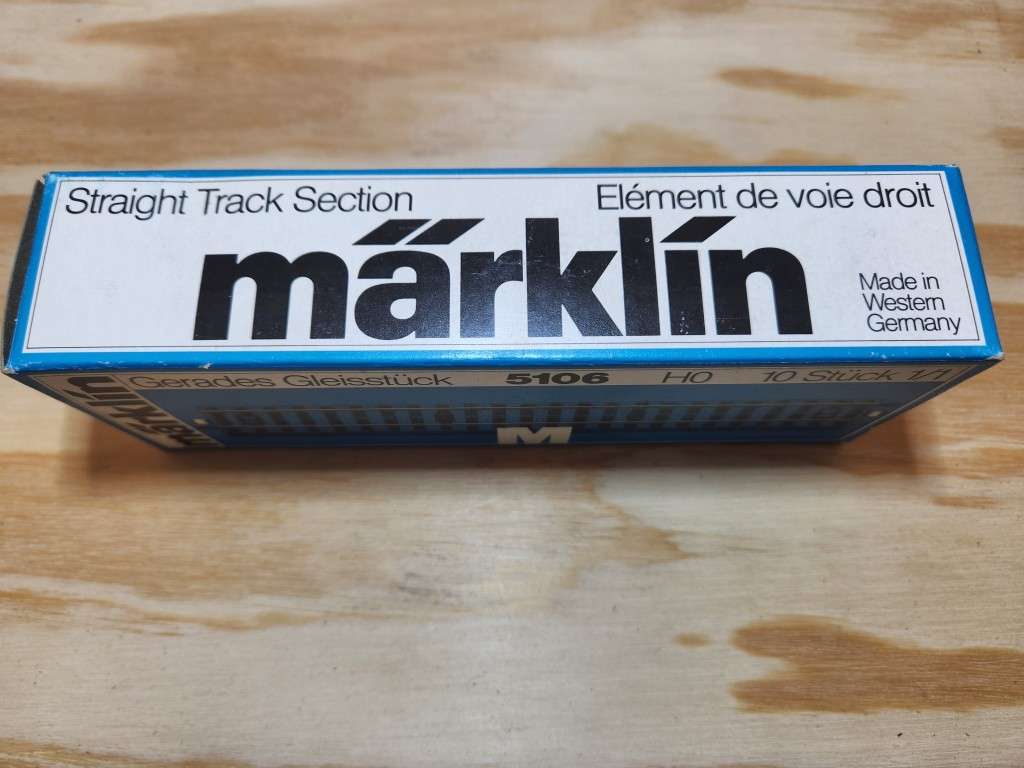 Straight Track Section
Elément de voie droit
märklin
Made in
Western
Germany
märklin
Gerades Gleisstück 5106 H0 10 Stück 1/1
M